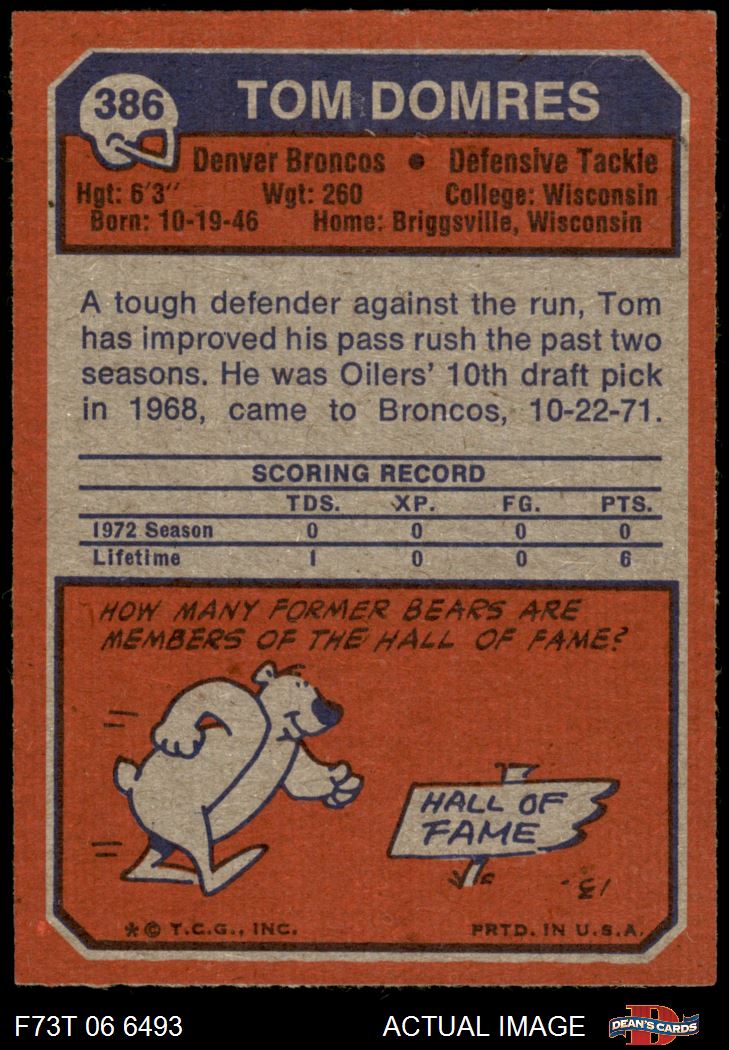 386
TOM DOMRES
Denver Broncos • Defensive Tackle
Hgt: 6'3" Wgt: 260 College: Wisconsin
Born: 10-19-46 Home: Briggsville, Wisconsin
A tough defender against the run, Tom
has improved his pass rush the past two
seasons. He was Oilers' 10th draft pick
in 1968, came to Broncos, 10-22-71.
SCORING RECORD
TDS. XP. FG. PTS.
1972 Season 0 0 0 0
Lifetime 1 0 0 6
HOW MANY FORMER BEARS ARE
MEMBERS OF THE HALL OF FAME?
HALL OF
FAME
*© T.C.G., INC. PRTD. IN U.S.A.
F73T 06 6493 ACTUAL IMAGE DEAN'S CARDS